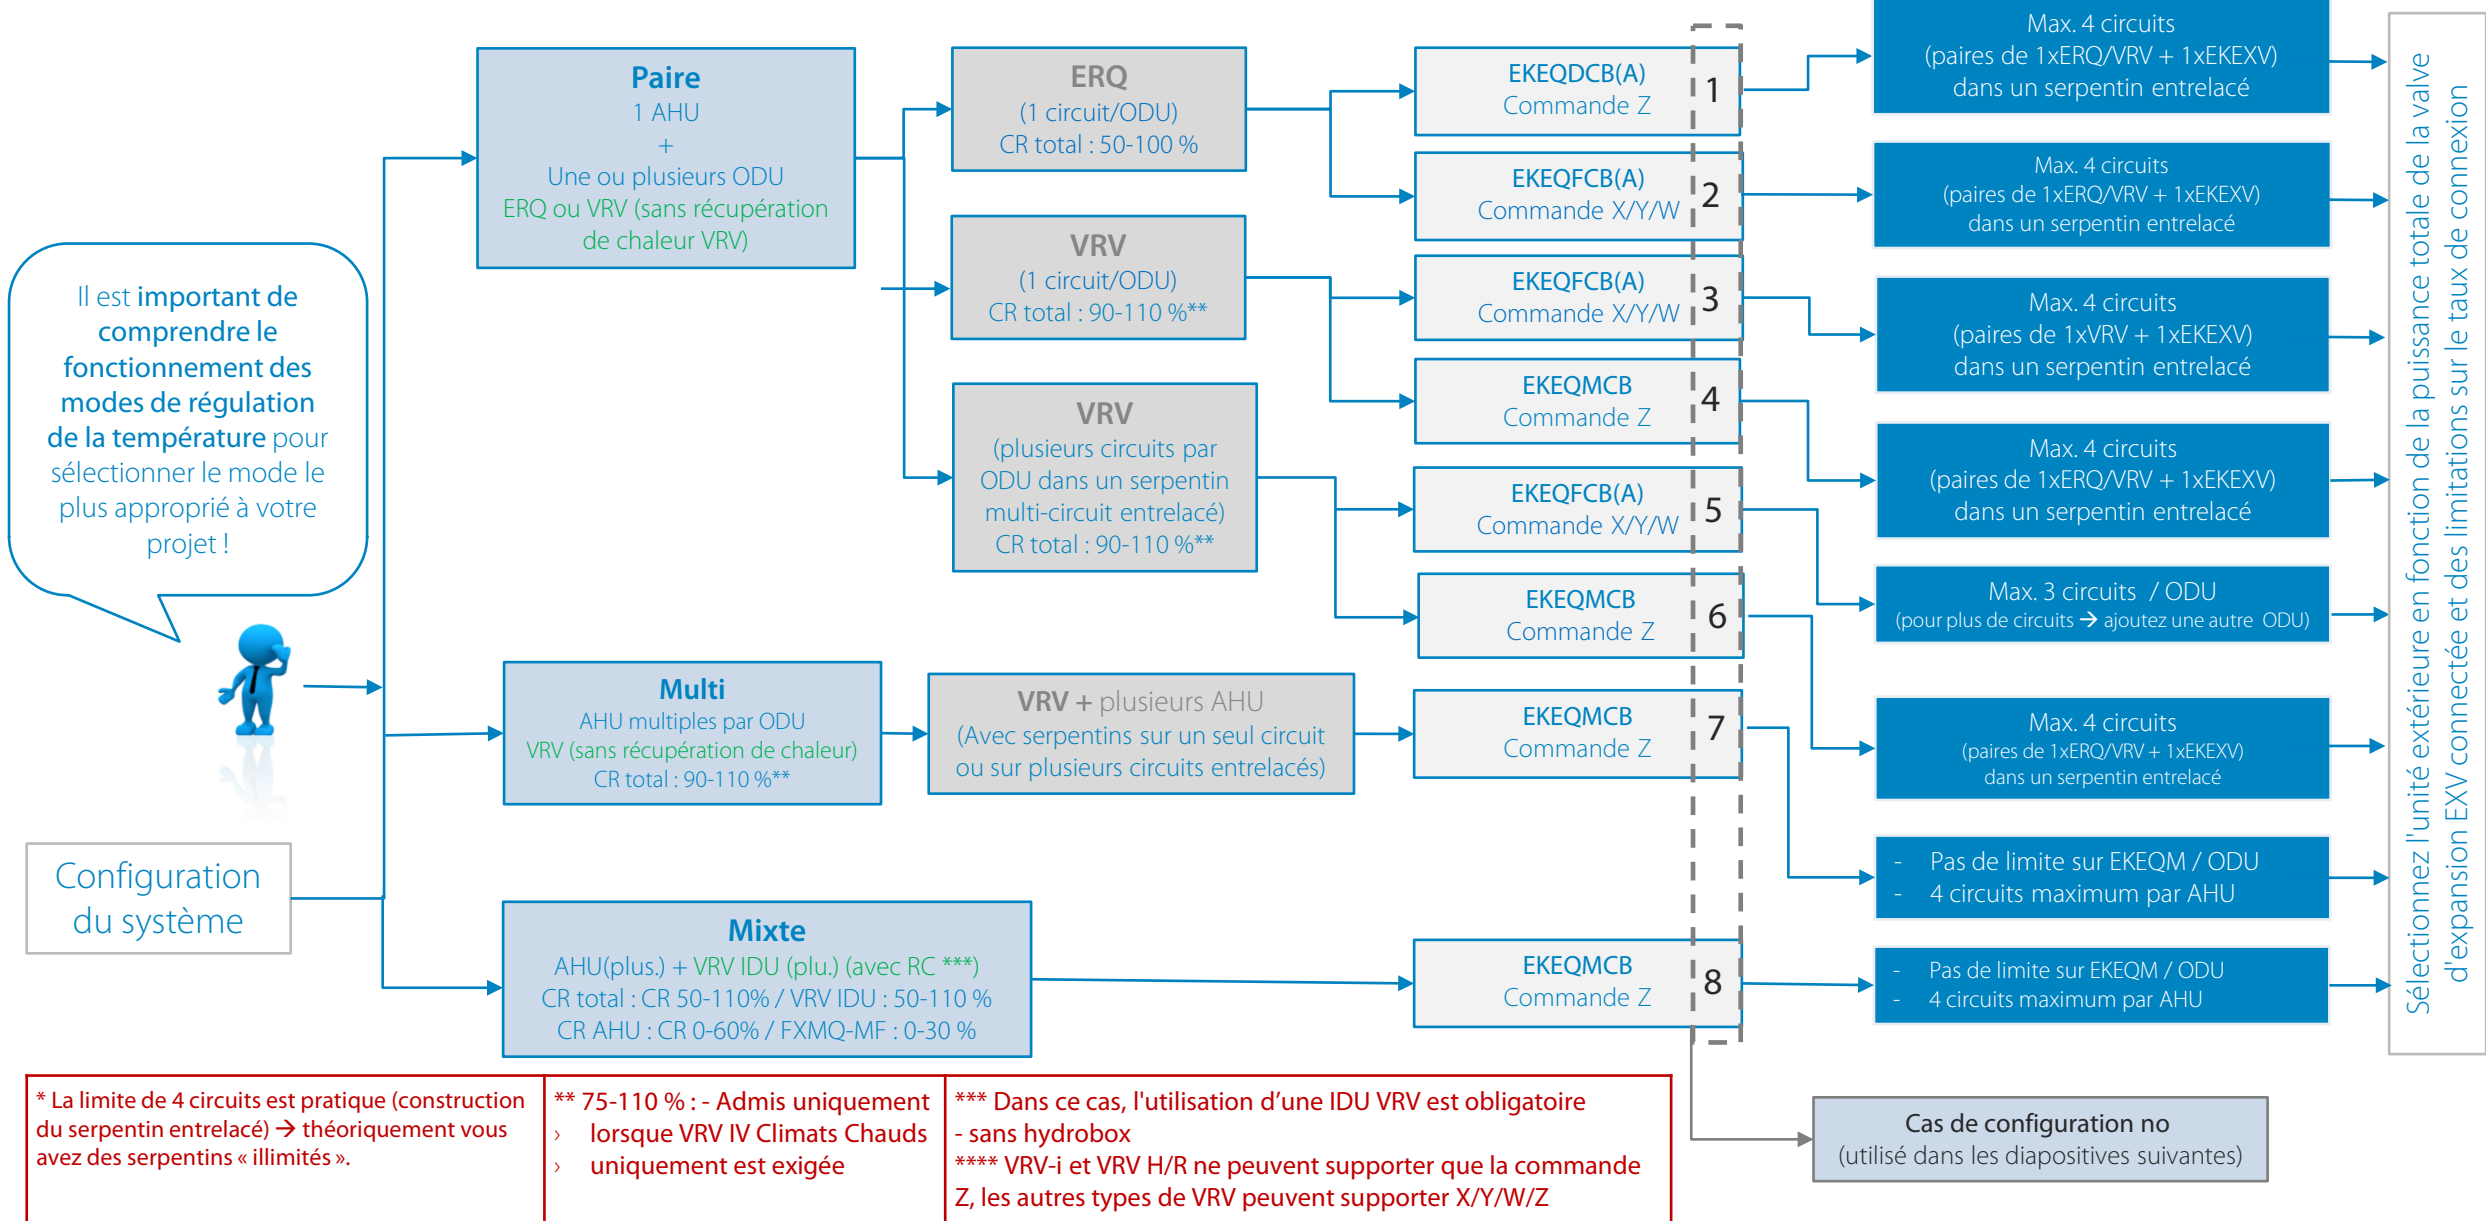 Il est important de
comprendre le
fonctionnement des
modes de régulation
de la température pour
sélectionner le mode le
plus approprié à votre
projet !
Configuration
du système
Paire
1 AHU
+
Une ou plusieurs ODU
ERQ ou VRV (sans récupération
de chaleur VRV)
Multi
AHU multiples par ODU
VRV (sans récupération de chaleur)
CR total : 90-110 %**
Mixte
AHU(plus.) + VRV IDU (plu.) (avec RC ***)
CR total : CR 50-110% / VRV IDU : 50-110 %
CR AHU : CR 0-60% / FXMQ-MF : 0-30 %
ERQ
(1 circuit/ODU)
CR total : 50-100 %
VRV
(1 circuit/ODU)
CR total : 90-110 %**
VRV
(plusieurs circuits par
ODU dans un serpentin
multi-circuit entrelacé)
CR total : 90-110 %**
VRV + plusieurs AHU
(Avec serpentins sur un seul circuit
ou sur plusieurs circuits entrelacés)
EKEQDCB(A)
Commande Z
1
EKEQFCB(A)
Commande X/Y/W
2
EKEQFCB(A)
Commande X/Y/W
3
EKEQMCB
Commande Z
4
EKEQFCB(A)
Commande X/Y/W
5
EKEQMCB
Commande Z
6
EKEQMCB
Commande Z
7
EKEQMCB
Commande Z
8
Max. 4 circuits
(paires de 1xERQ/VRV + 1xEKEXV)
dans un serpentin entrelacé
Max. 4 circuits
(paires de 1xERQ/VRV + 1xEKEXV)
dans un serpentin entrelacé
Max. 4 circuits
(paires de 1xVRV + 1xEKEXV)
dans un serpentin entrelacé
Max. 4 circuits
(paires de 1xERQ/VRV + 1xEKEXV)
dans un serpentin entrelacé
Max. 3 circuits / ODU
(pour plus de circuits → ajoutez une autre ODU)
Max. 4 circuits
(paires de 1xERQ/VRV + 1xEKEXV)
dans un serpentin entrelacé
- Pas de limite sur EKEQM / ODU
- 4 circuits maximum par AHU
- Pas de limite sur EKEQM / ODU
- 4 circuits maximum par AHU
Sélectionnez l'unité extérieure en fonction de la puissance totale de la valve
d'expansion EXV connectée et des limitations sur le taux de connexion
* La limite de 4 circuits est pratique (construction
du serpentin entrelacé) → théoriquement vous
avez des serpentins « illimités ».
** 75-110 % : - Admis uniquement
› lorsque VRV IV Climats Chauds
› uniquement est exigée
*** Dans ce cas, l'utilisation d’une IDU VRV est obligatoire
- sans hydrobox
**** VRV-i et VRV H/R ne peuvent supporter que la commande
Z, les autres types de VRV peuvent supporter X/Y/W/Z
Cas de configuration no
(utilisé dans les diapositives suivantes)